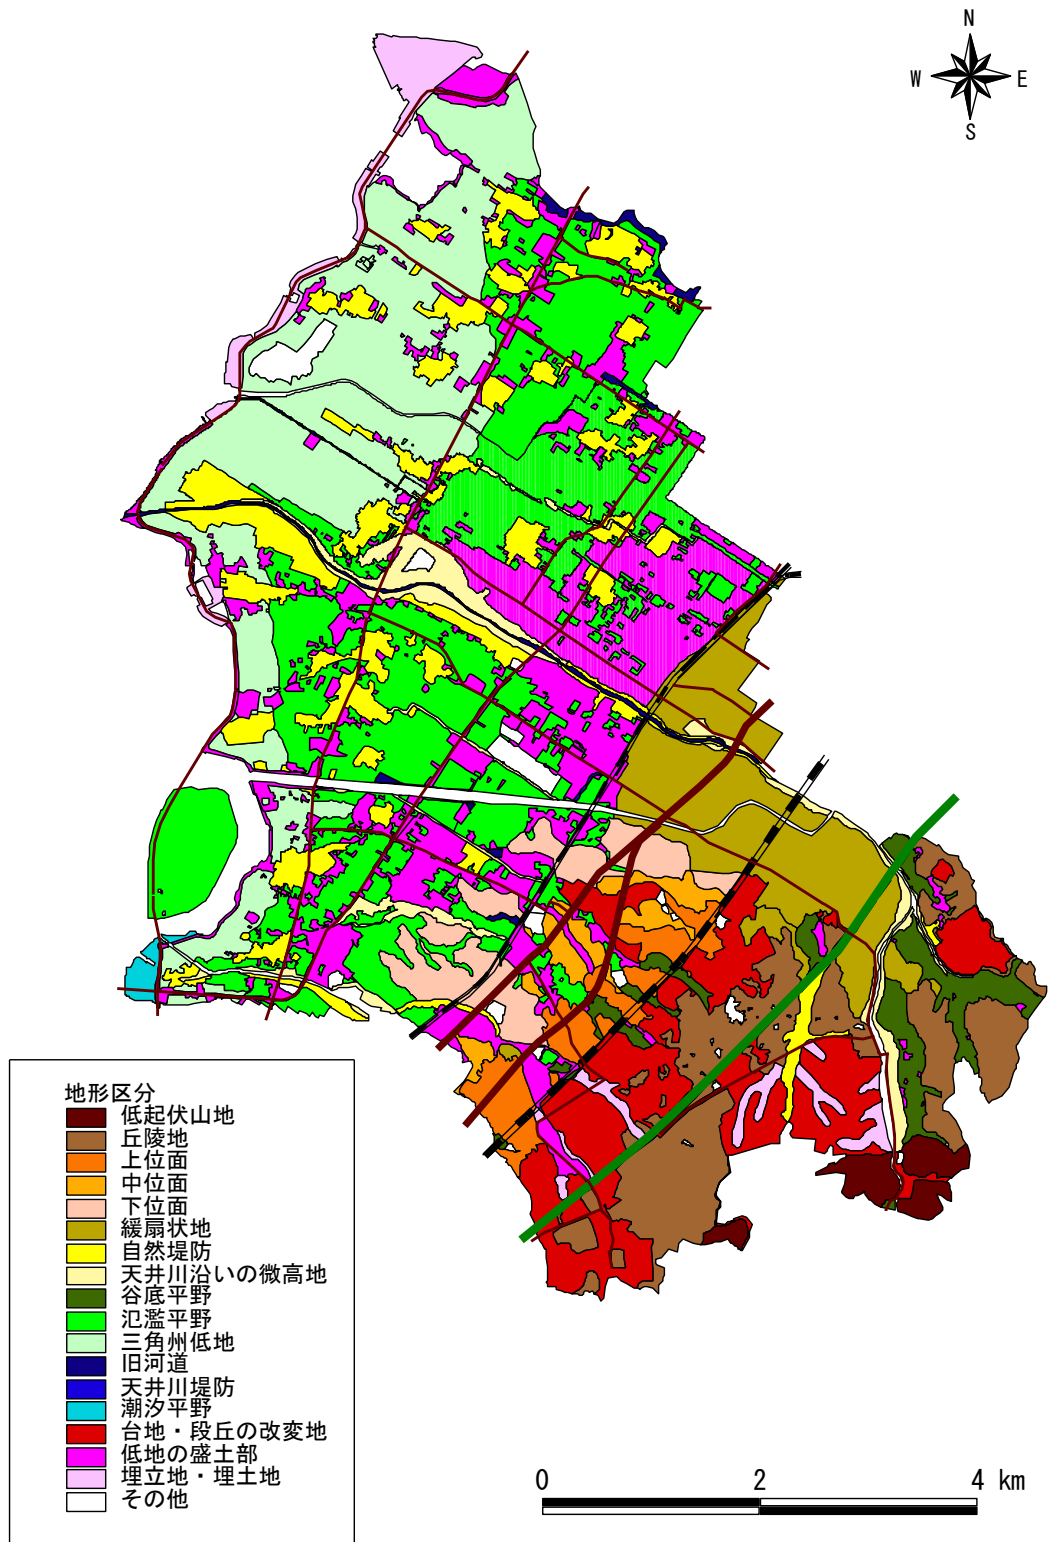 N
W E
S
地形区分
低起伏山地
丘陵地
上位面
中位面
下位面
緩扇状地
自然堤防
天井川沿いの微高地
谷底平野
氾濫平野
三角州低地
旧河道
天井川堤防
潮汐平野
台地・段丘の改変地
低地の盛土部
埋立地・埋土地
その他
0 2 4 km